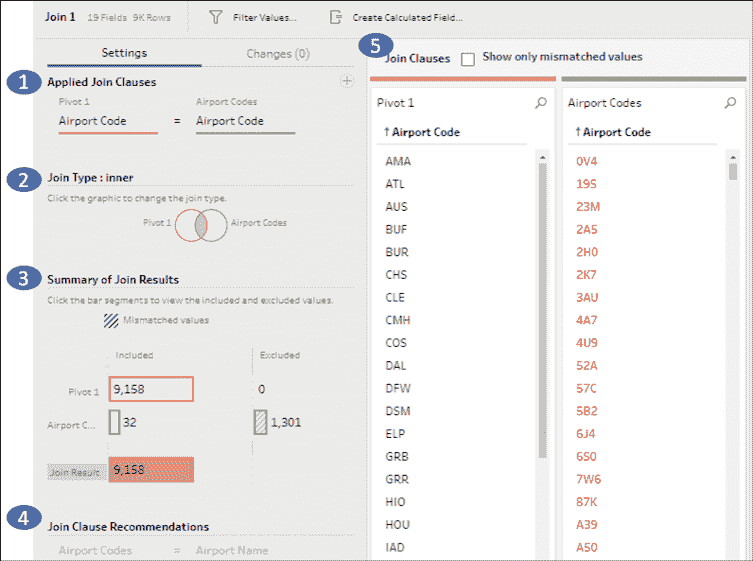 Join 1 19 Fields 9K Rows Filter Values... Create Calculated Field...
Settings Changes (0)
1 Applied Join Clauses
Pivot 1 Airport Codes
Airport Code = Airport Code
2 Join Type : inner
Click the graphic to change the join type.
Pivot 1 Airport Codes
3 Summary of Join Results
Click the bar segments to view the included and excluded values.
Mismatched values
Included Excluded
Pivot 1 9,158 0
Airport C... 32 1,301
Join Result 9,158
4 Join Clause Recommendations
Airport Codes = Airport Name
5 Join Clauses Show only mismatched values
Pivot 1
Airport Code
AMA
ATL
AUS
BUF
BUR
CHS
CLE
CMH
COS
DAL
DFW
DSM
ELP
GRB
GRR
HIO
HOU
IAD
Airport Codes
Airport Code
0V4
19S
23M
2A5
2H0
2K7
3AU
4A7
4U9
52A
57C
5B2
6J4
6S0
7W6
87K
A39
A50